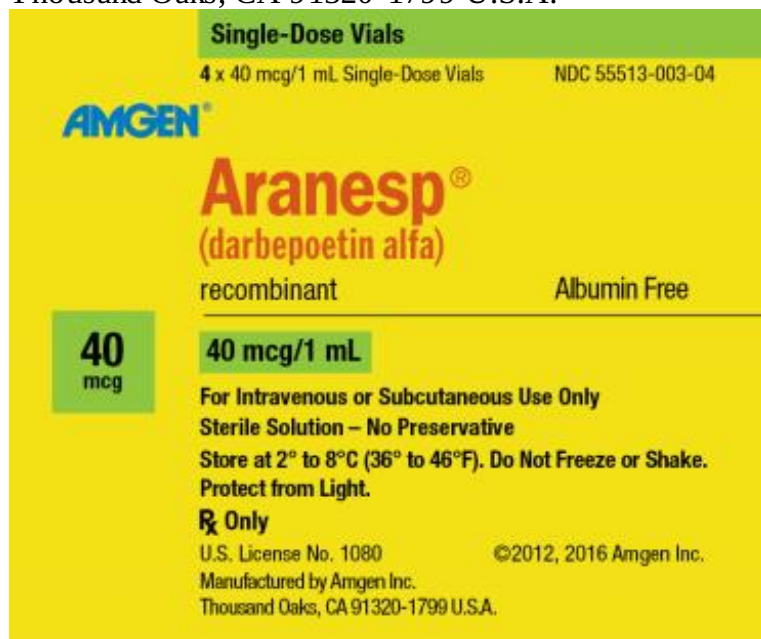 Thousand Oaks, CA 91320-1799 U.S.A.
Single-Dose Vials
4 x 40 mcg/1 mL Single-Dose Vials NDC 55513-003-04
AMGEN®
Aranesp®
(darbepoetin alfa)
recombinant Albumin Free
40
mcg
40 mcg/1 mL
For Intravenous or Subcutaneous Use Only
Sterile Solution – No Preservative
Store at 2° to 8°C (36° to 46°F). Do Not Freeze or Shake.
Protect from Light.
℞ Only
U.S. License No. 1080 ©2012, 2016 Amgen Inc.
Manufactured by Amgen Inc.
Thousand Oaks, CA 91320-1799 U.S.A.